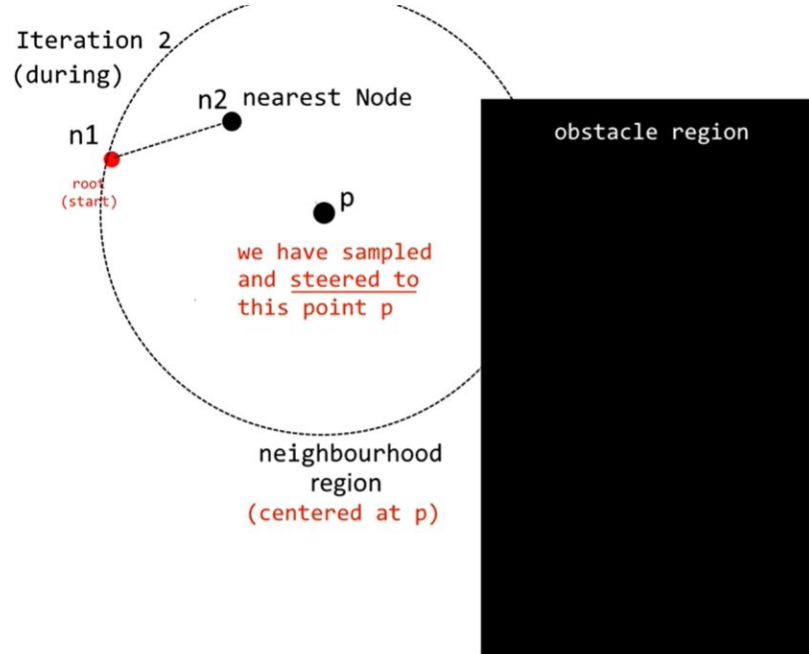 Iteration 2
(during)
n2 nearest Node
n1
root
(start)
obstacle region
p
we have sampled
and steered to
this point p
neighbourhood
region
(centered at p)